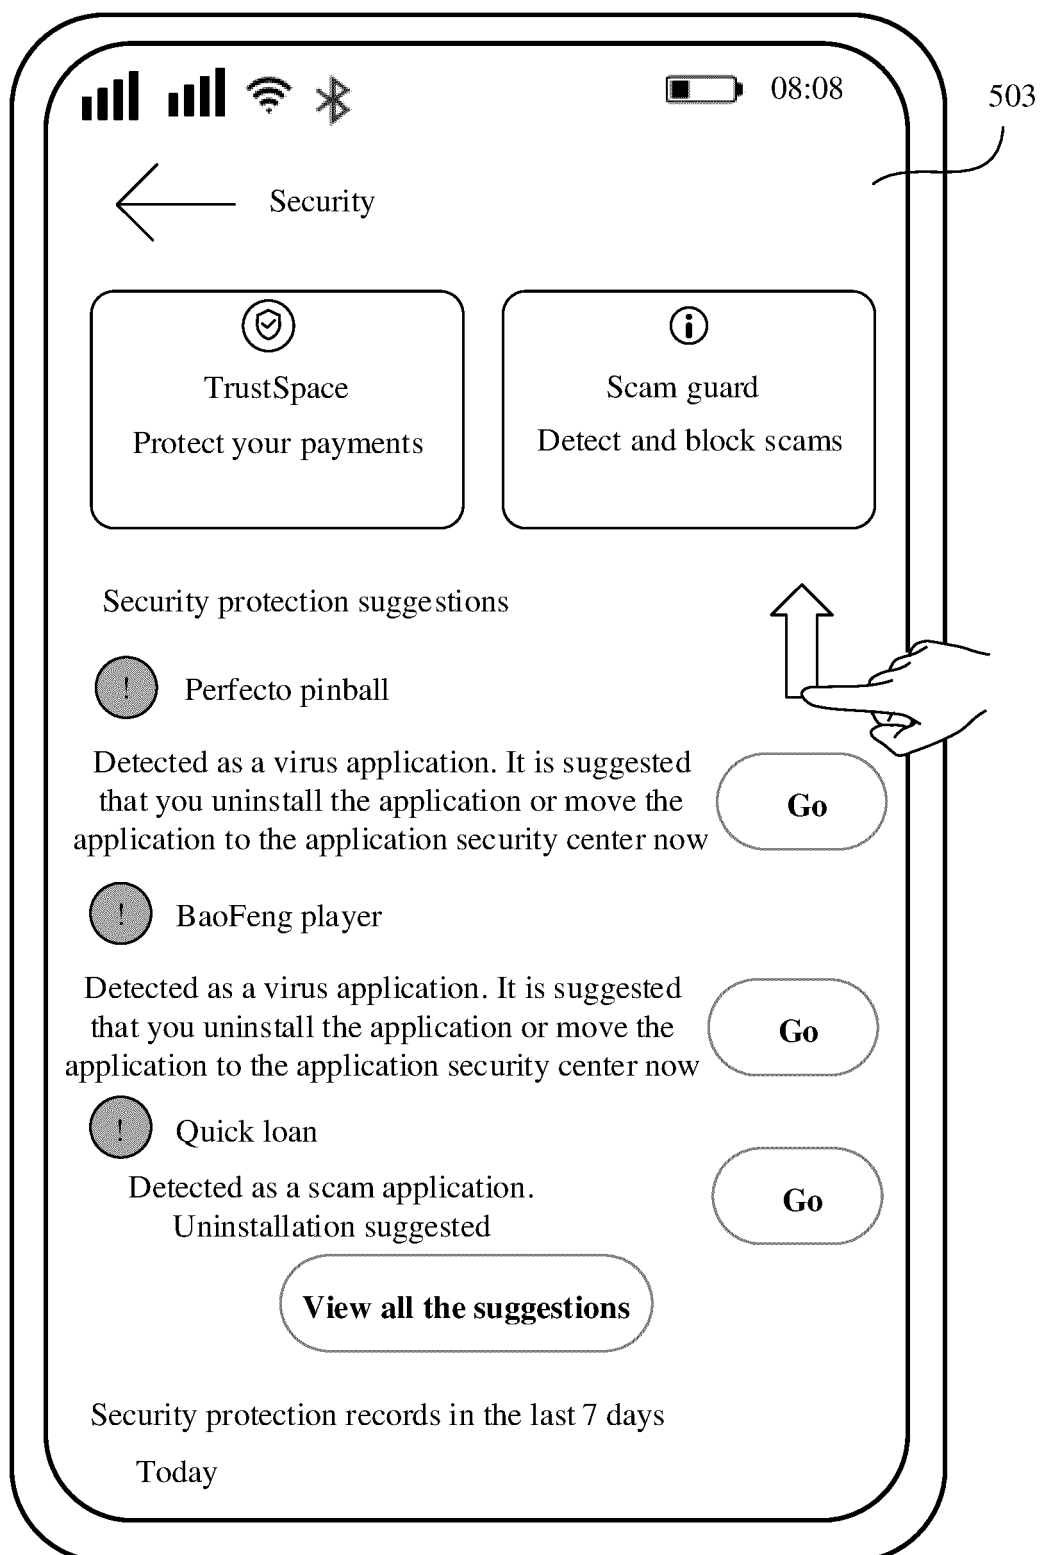 08:08
503
Security
TrustSpace
Protect your payments
Scam guard
Detect and block scams
Security protection suggestions
! Perfecto pinball
Detected as a virus application. It is suggested
that you uninstall the application or move the
application to the application security center now
Go
! BaoFeng player
Detected as a virus application. It is suggested
that you uninstall the application or move the
application to the application security center now
Go
! Quick loan
Detected as a scam application.
Uninstallation suggested
Go
View all the suggestions
Security protection records in the last 7 days
Today